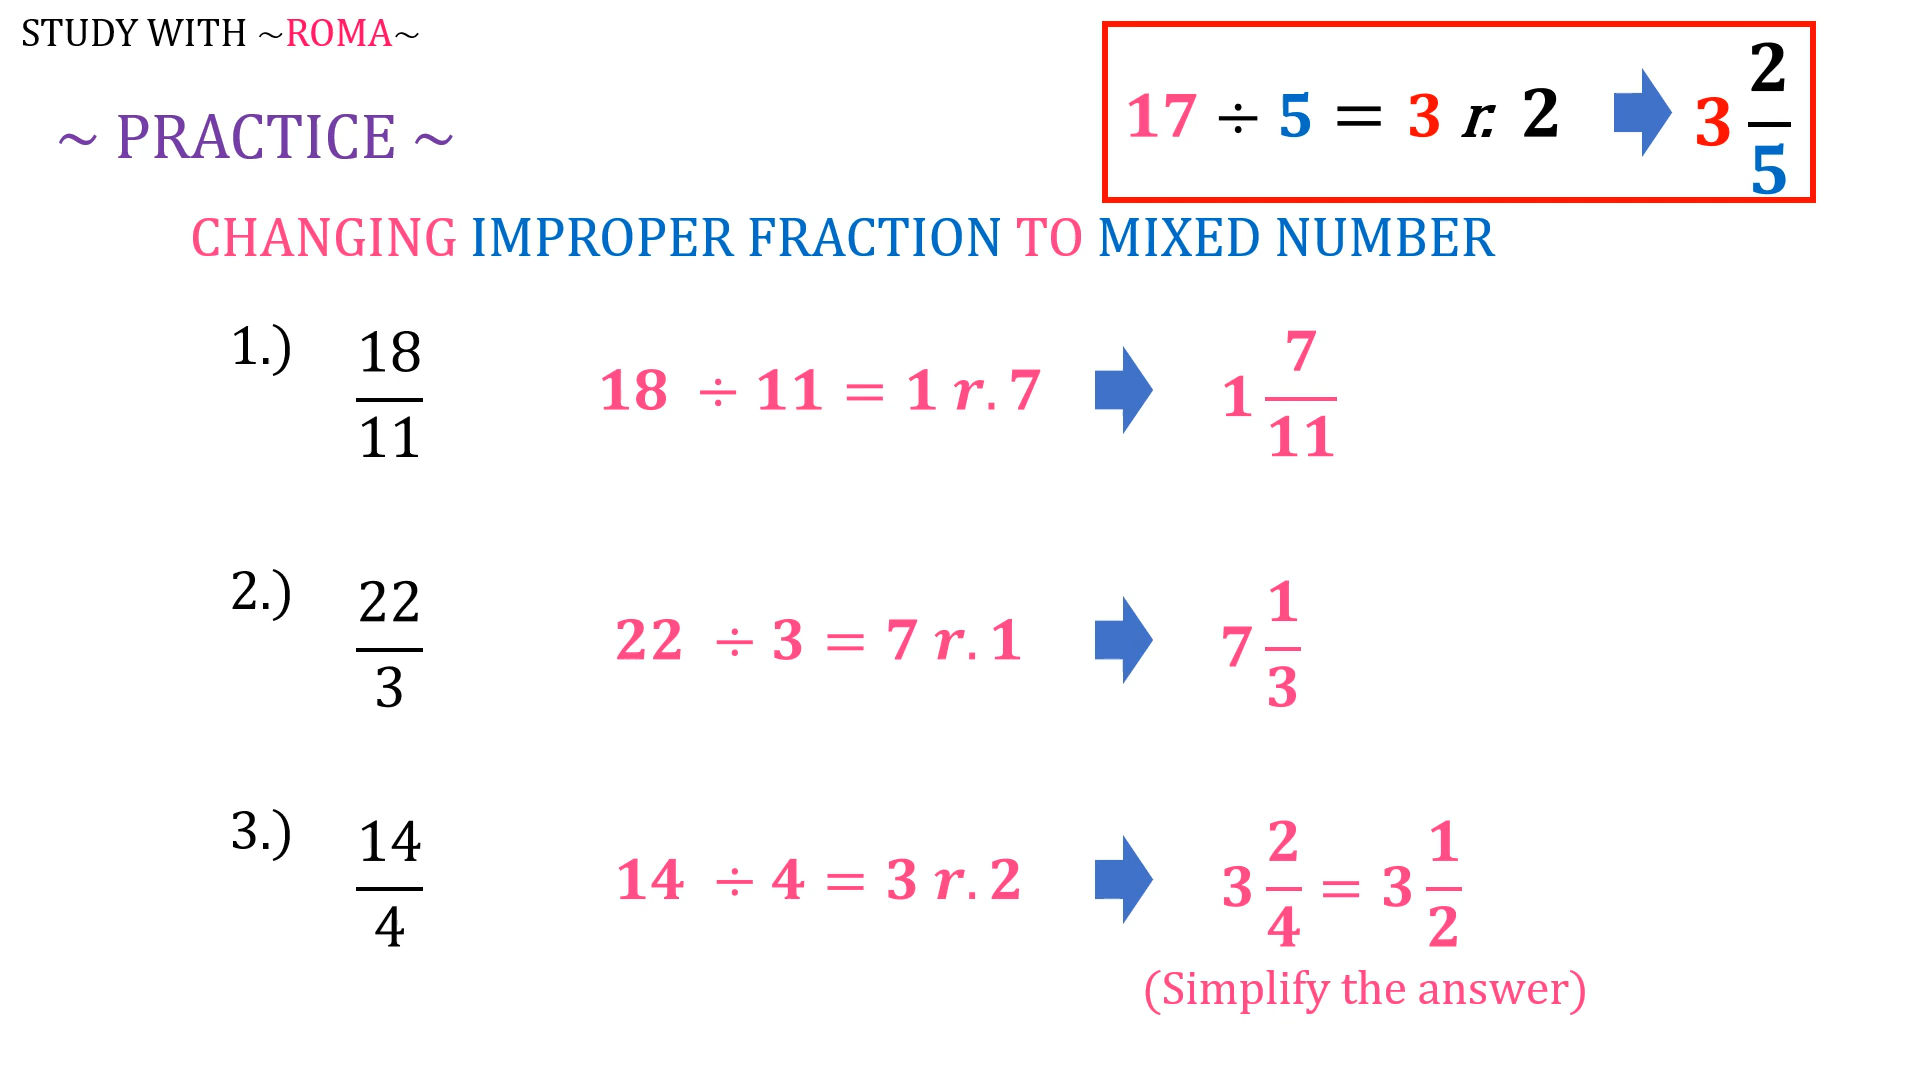 STUDY WITH ~ROMA~
17 ÷ 5 = 3 r. 2 3 2/5
~ PRACTICE ~
CHANGING IMPROPER FRACTION TO MIXED NUMBER
1.) 18/11 18 ÷ 11 = 1 r. 7 1 7/11
2.) 22/3 22 ÷ 3 = 7 r. 1 7 1/3
3.) 14/4 14 ÷ 4 = 3 r. 2 3 2/4 = 3 1/2
(Simplify the answer)